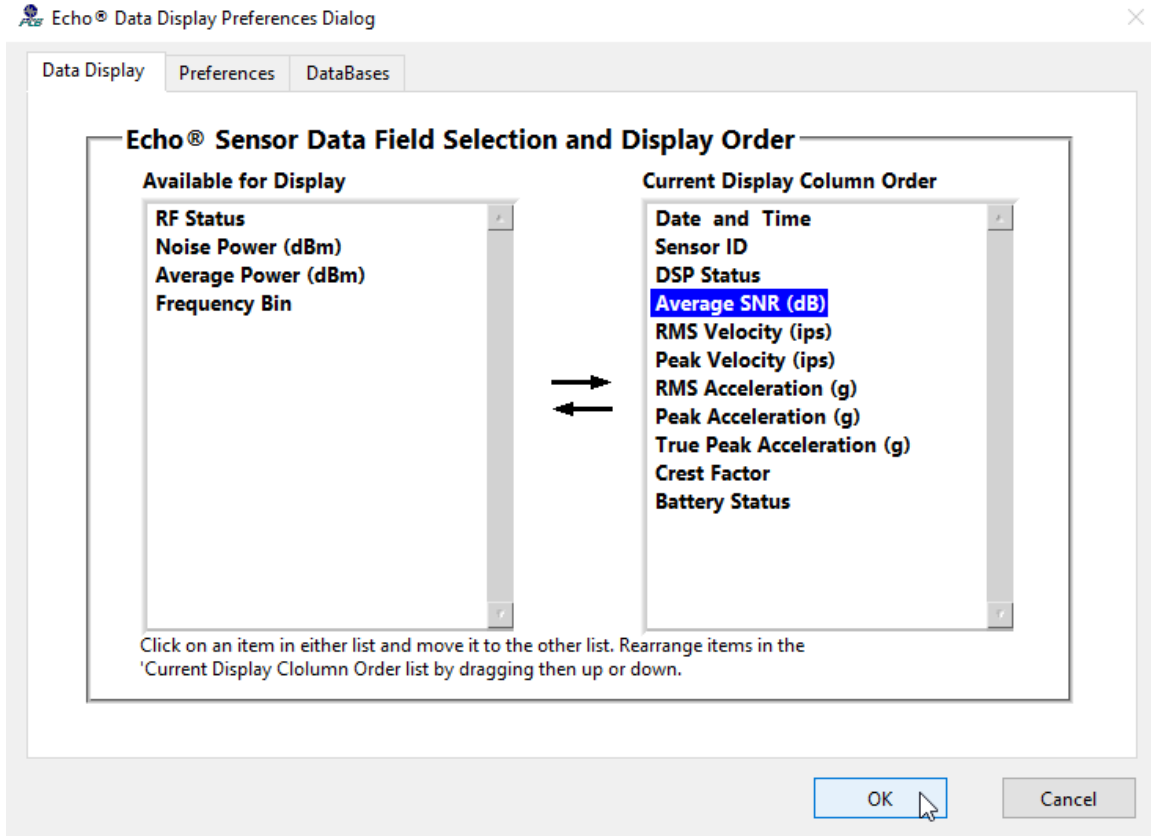 Echo® Data Display Preferences Dialog
Data Display Preferences DataBases
Echo® Sensor Data Field Selection and Display Order
Available for Display
RF Status
Noise Power (dBm)
Average Power (dBm)
Frequency Bin
Current Display Column Order
Date and Time
Sensor ID
DSP Status
Average SNR (dB)
RMS Velocity (ips)
Peak Velocity (ips)
RMS Acceleration (g)
Peak Acceleration (g)
True Peak Acceleration (g)
Crest Factor
Battery Status
Click on an item in either list and move it to the other list. Rearrange items in the
'Current Display Clolumn Order list by dragging then up or down.
OK Cancel